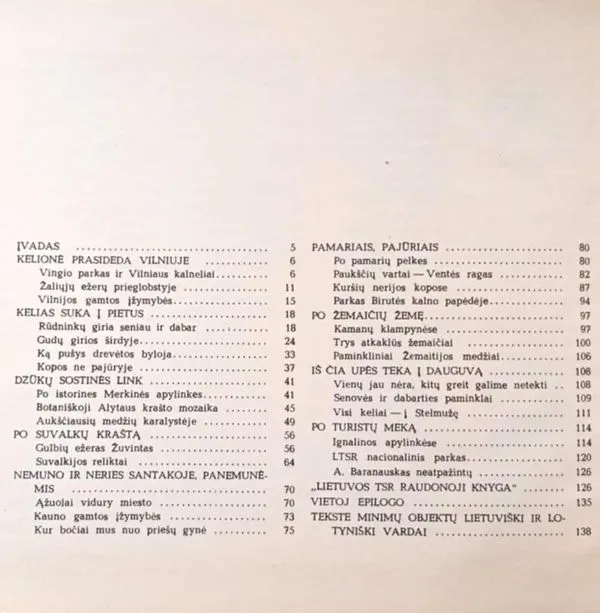 ĮVADAS ........................ 5
KELIONĖ PRASIDEDA VILNIUJE ........... 6
Vingio parkas ir Vilniaus kalneliai ....... 6
Žaliųjų ežerų prieglobstyje ............ 11
Vilnijos gamtos įžymybės ............. 15
KELIAS SUKA Į PIETUS ................. 18
Rūdninkų giria seniau ir dabar ......... 18
Gudų girios širdyje .................. 24
Ką pušys drevėtos byloja .............. 33
Kopos ne pajūryje .................... 37
DZŪKŲ SOSTINĖS LINK ................. 41
Po istorines Merkinės apylinkes ........ 41
Botaniškoji Alytaus krašto mozaika ...... 45
Aukščiausių medžių karalystėje ......... 49
PO SUVALKŲ KRAŠTĄ ................... 56
Gulbių ežeras Žuvintas ................ 56
Suvalkijos reliktai ................... 64
NEMUNO IR NERIES SANTAKOJE, PANEMUNĖ-
MIS ................................. 70
Ąžuolai vidury miesto ................. 70
Kauno gamtos įžymybės ................ 73
Kur bočiai mus nuo priešų gynė ......... 75
PAMARIAIS, PAJŪRIAIS ................. 80
Po pamarių pelkes .................... 80
Paukščių vartai — Ventės ragas ......... 82
Kuršių nerijos kopose ................. 87
Parkas Birutės kalno papėdėje .......... 94
PO ŽEMAIČIŲ ŽEMĘ .................... 97
Kamanų klampynėse ................... 97
Trys atkaklūs žemaičiai ............... 100
Paminkliniai Žemaitijos medžiai ........ 106
IŠ ČIA UPĖS TEKA Į DAUGUVĄ ........... 108
Vienų jau nėra, kitų greit galime netekti .. 108
Senovės ir dabarties paminklai ......... 109
Visi keliai — į Stelmužę .............. 111
PO TURISTŲ MEKĄ ..................... 114
Ignalinos apylinkėse .................. 114
LTSR nacionalinis parkas .............. 120
A. Baranausko neatpažintų ............. 126
„LIETUVOS TSR RAUDONOJI KNYGA“ ....... 126
VIETOJ EPILOGO ...................... 135
TEKSTE MINIMŲ OBJEKTŲ LIETUVIŠKI IR LO-
TYNIŠKI VARDAI ...................... 138